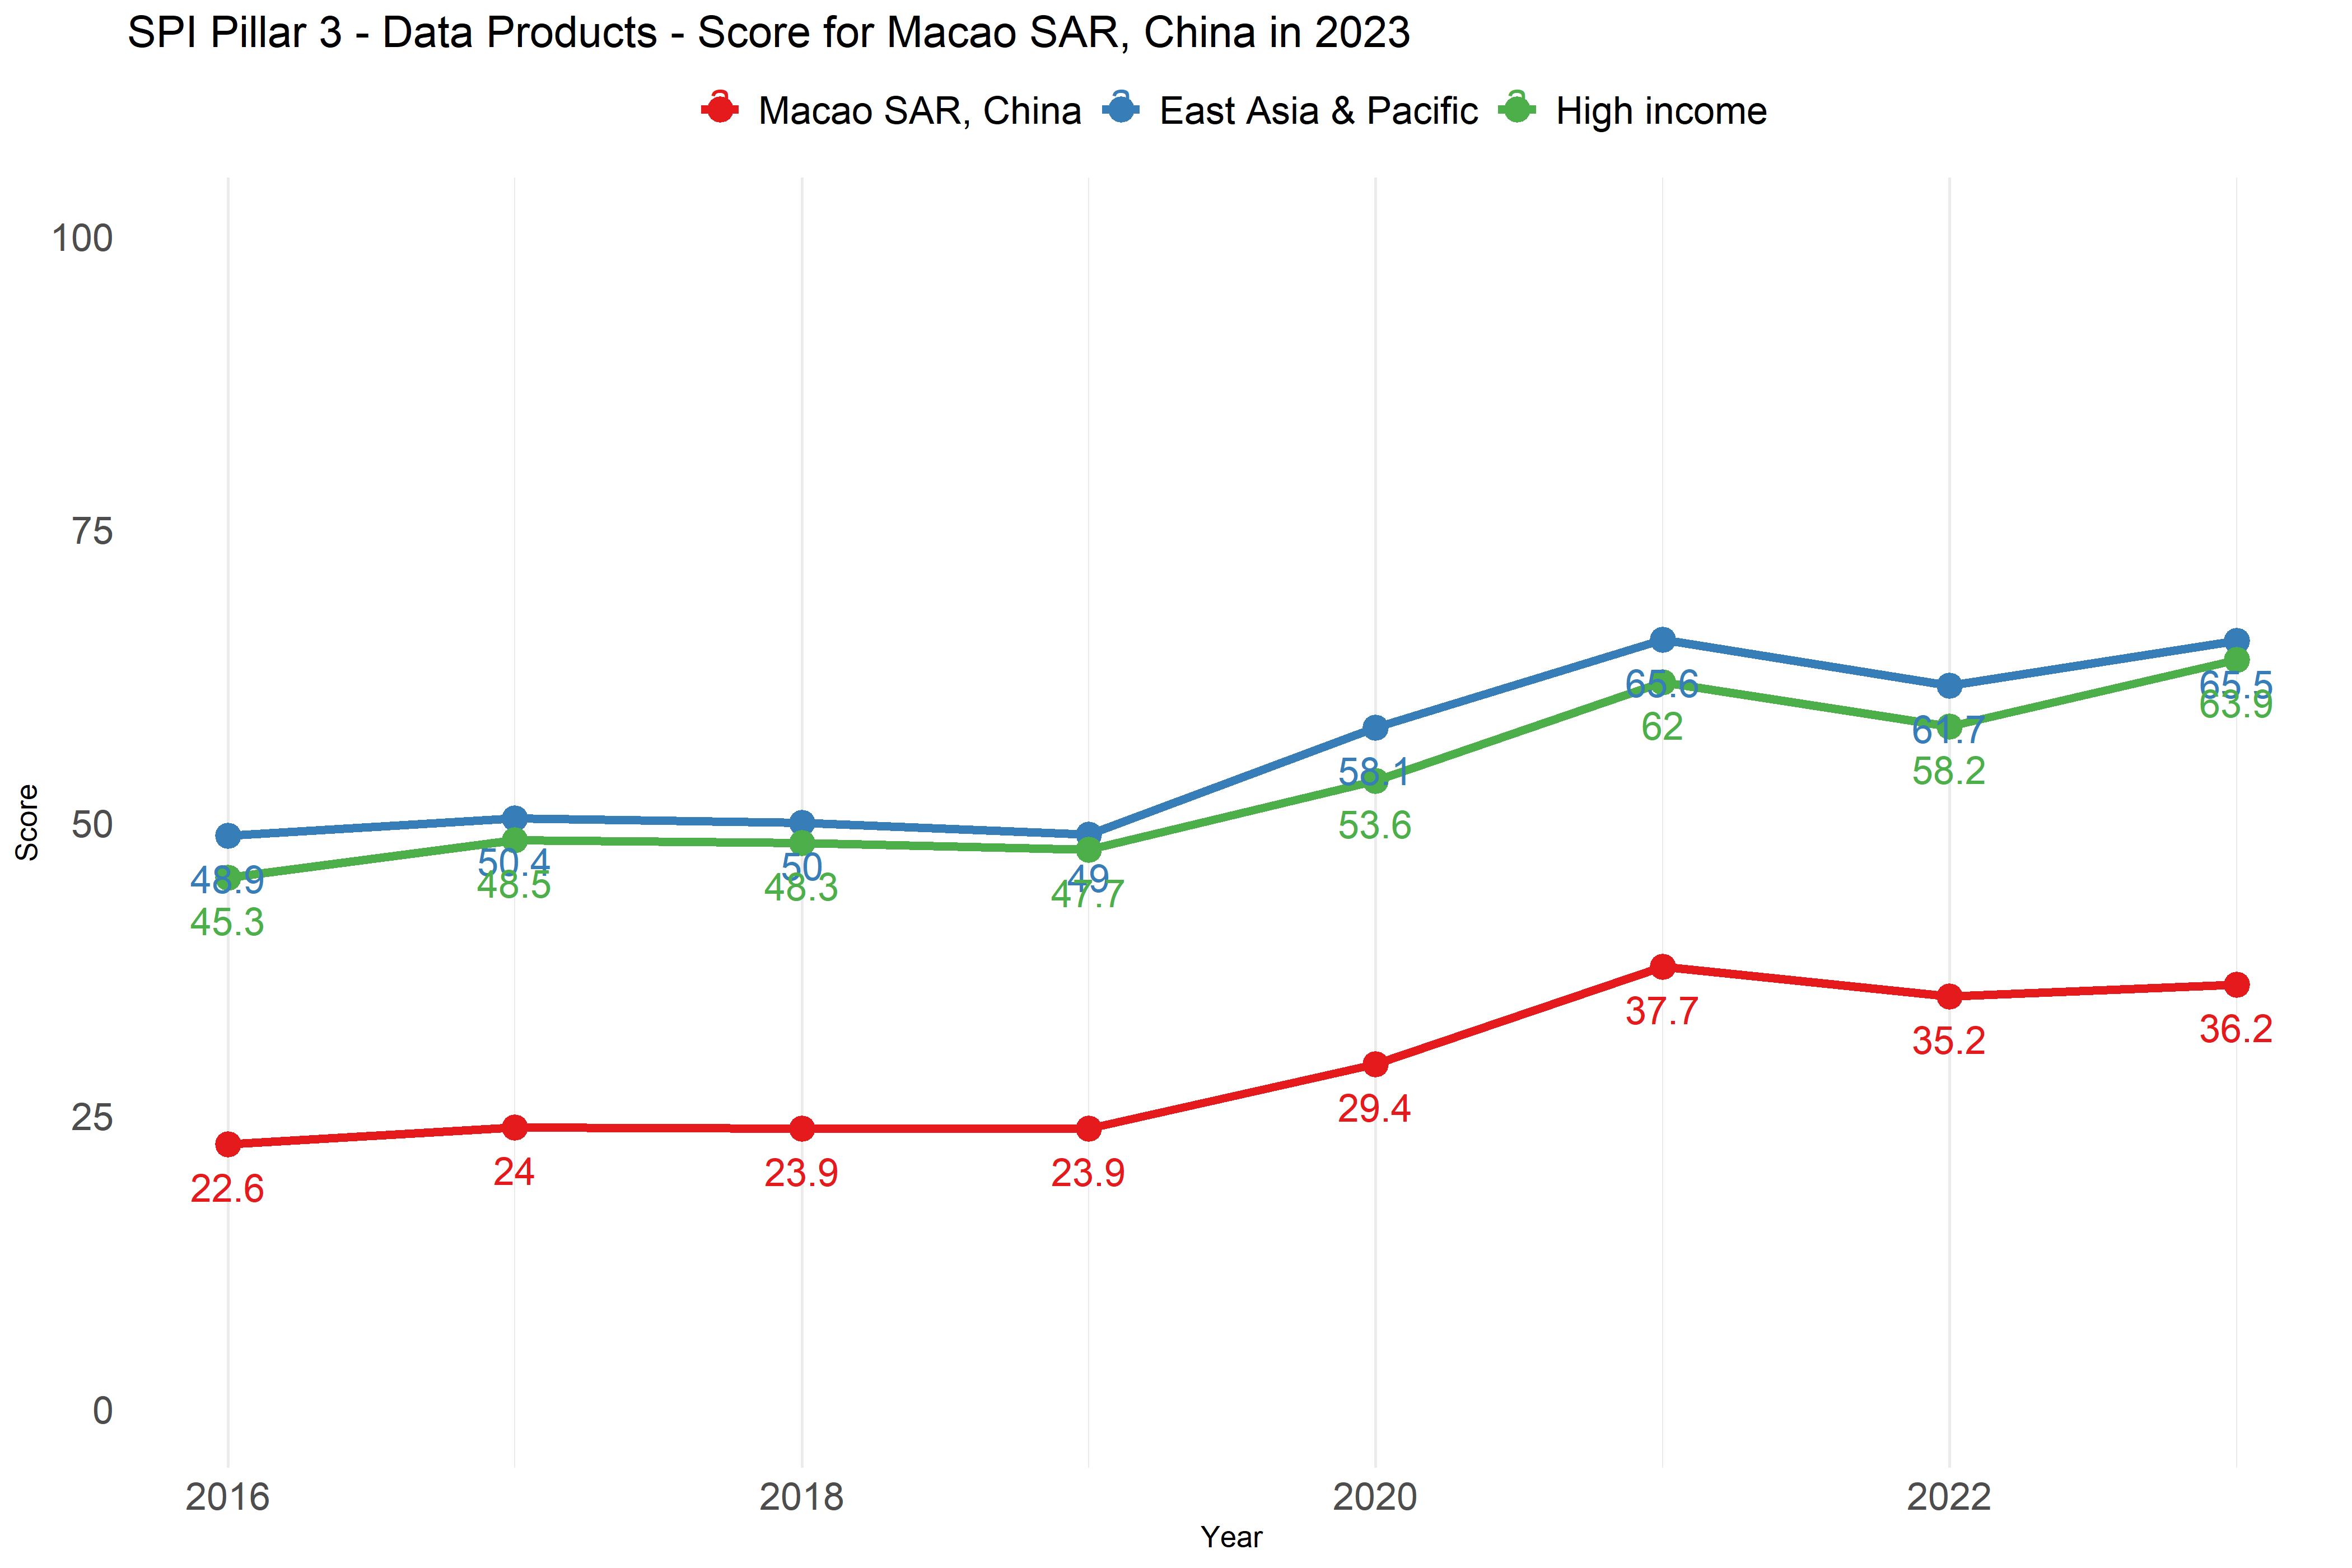 SPI Pillar 3 - Data Products - Score for Macao SAR, China in 2023
Macao SAR, China East Asia & Pacific High income
100
75
50
25
0
Score
48.9 50.4 50 49 58.1 65.6 61.7 65.5
45.3 48.5 48.3 47.7 53.6 62 58.2 63.9
22.6 24 23.9 23.9 29.4 37.7 35.2 36.2
2016 2018 2020 2022
Year